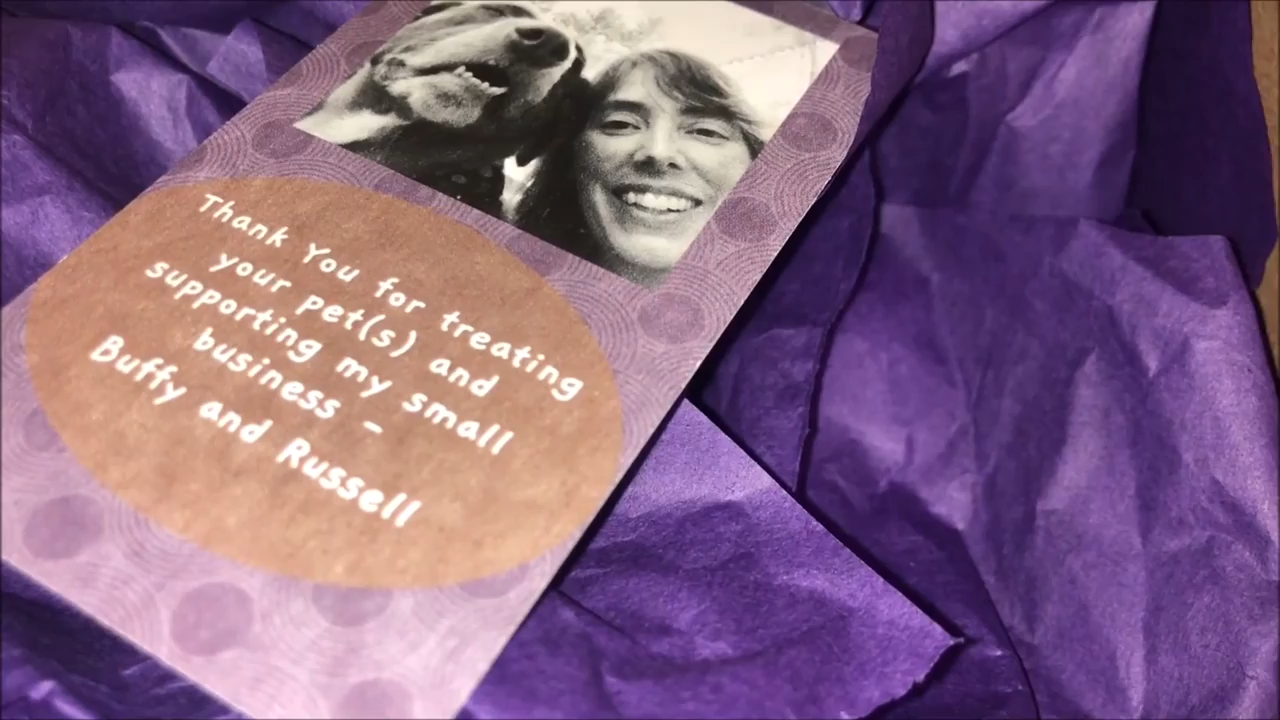 Thank You for treating
your pet(s) and
supporting my small
business -
Buffy and Russell